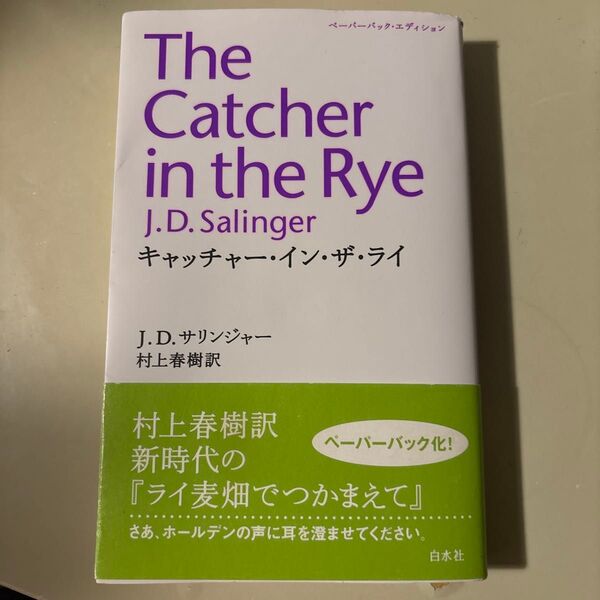 ペーパーバック・エディション
The
Catcher
in the Rye
J.D. Salinger
キャッチャー・イン・ザ・ライ
J.D.サリンジャー
村上春樹訳
村上春樹訳
新時代の
『ライ麦畑でつかまえて』
ペーパーバック化!
さあ、ホールデンの声に耳を澄ませてください。
白水社